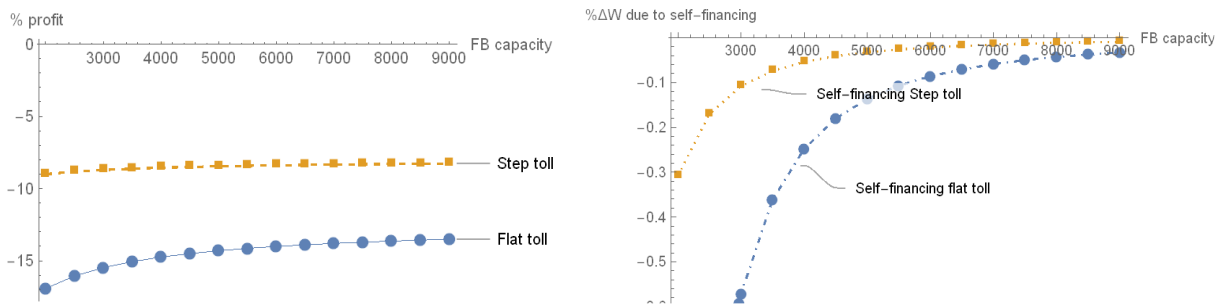 % profit
0
3000 4000 5000 6000 7000 8000 9000
FB capacity
−5
Step toll
−10
Flat toll
−15
%ΔW due to self−financing
3000 4000 5000 6000 7000 8000 9000
FB capacity
−0.1
Self−financing Step toll
−0.2
−0.3
Self−financing flat toll
−0.4
−0.5